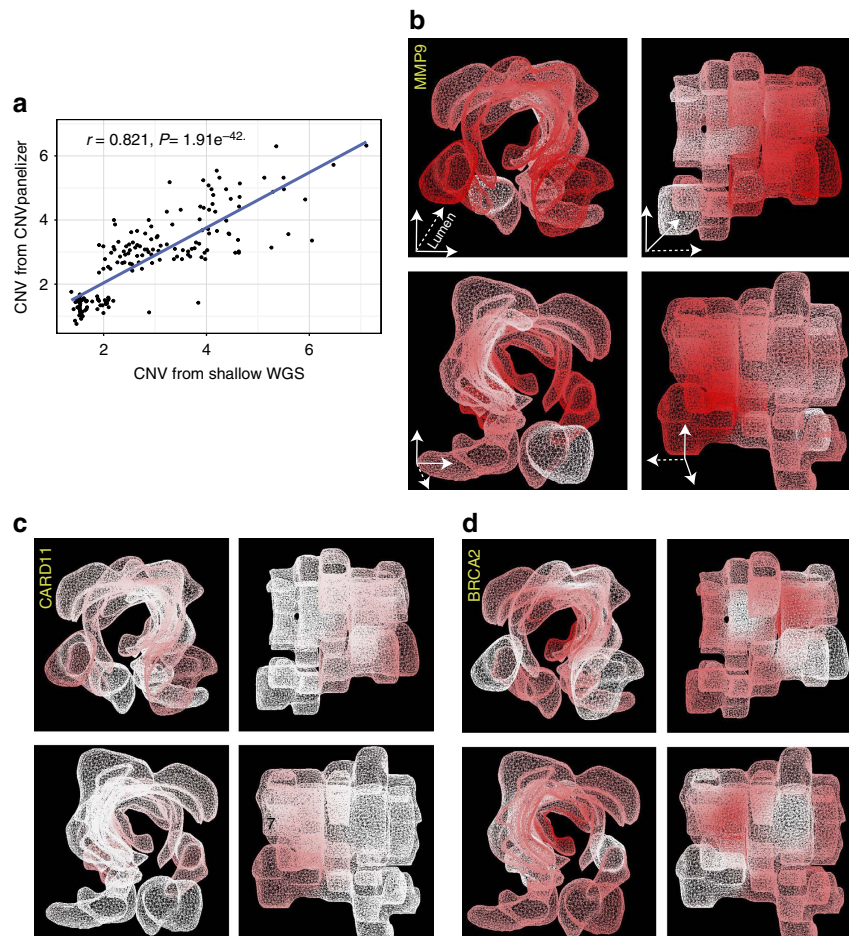 a
r = 0.821, P= 1.91e⁻⁴².
CNV from CNVpanelizer
6
4
2
2
4
6
CNV from shallow WGS
b
MMP9
Lumen
c
CARD11
7
d
BRCA2